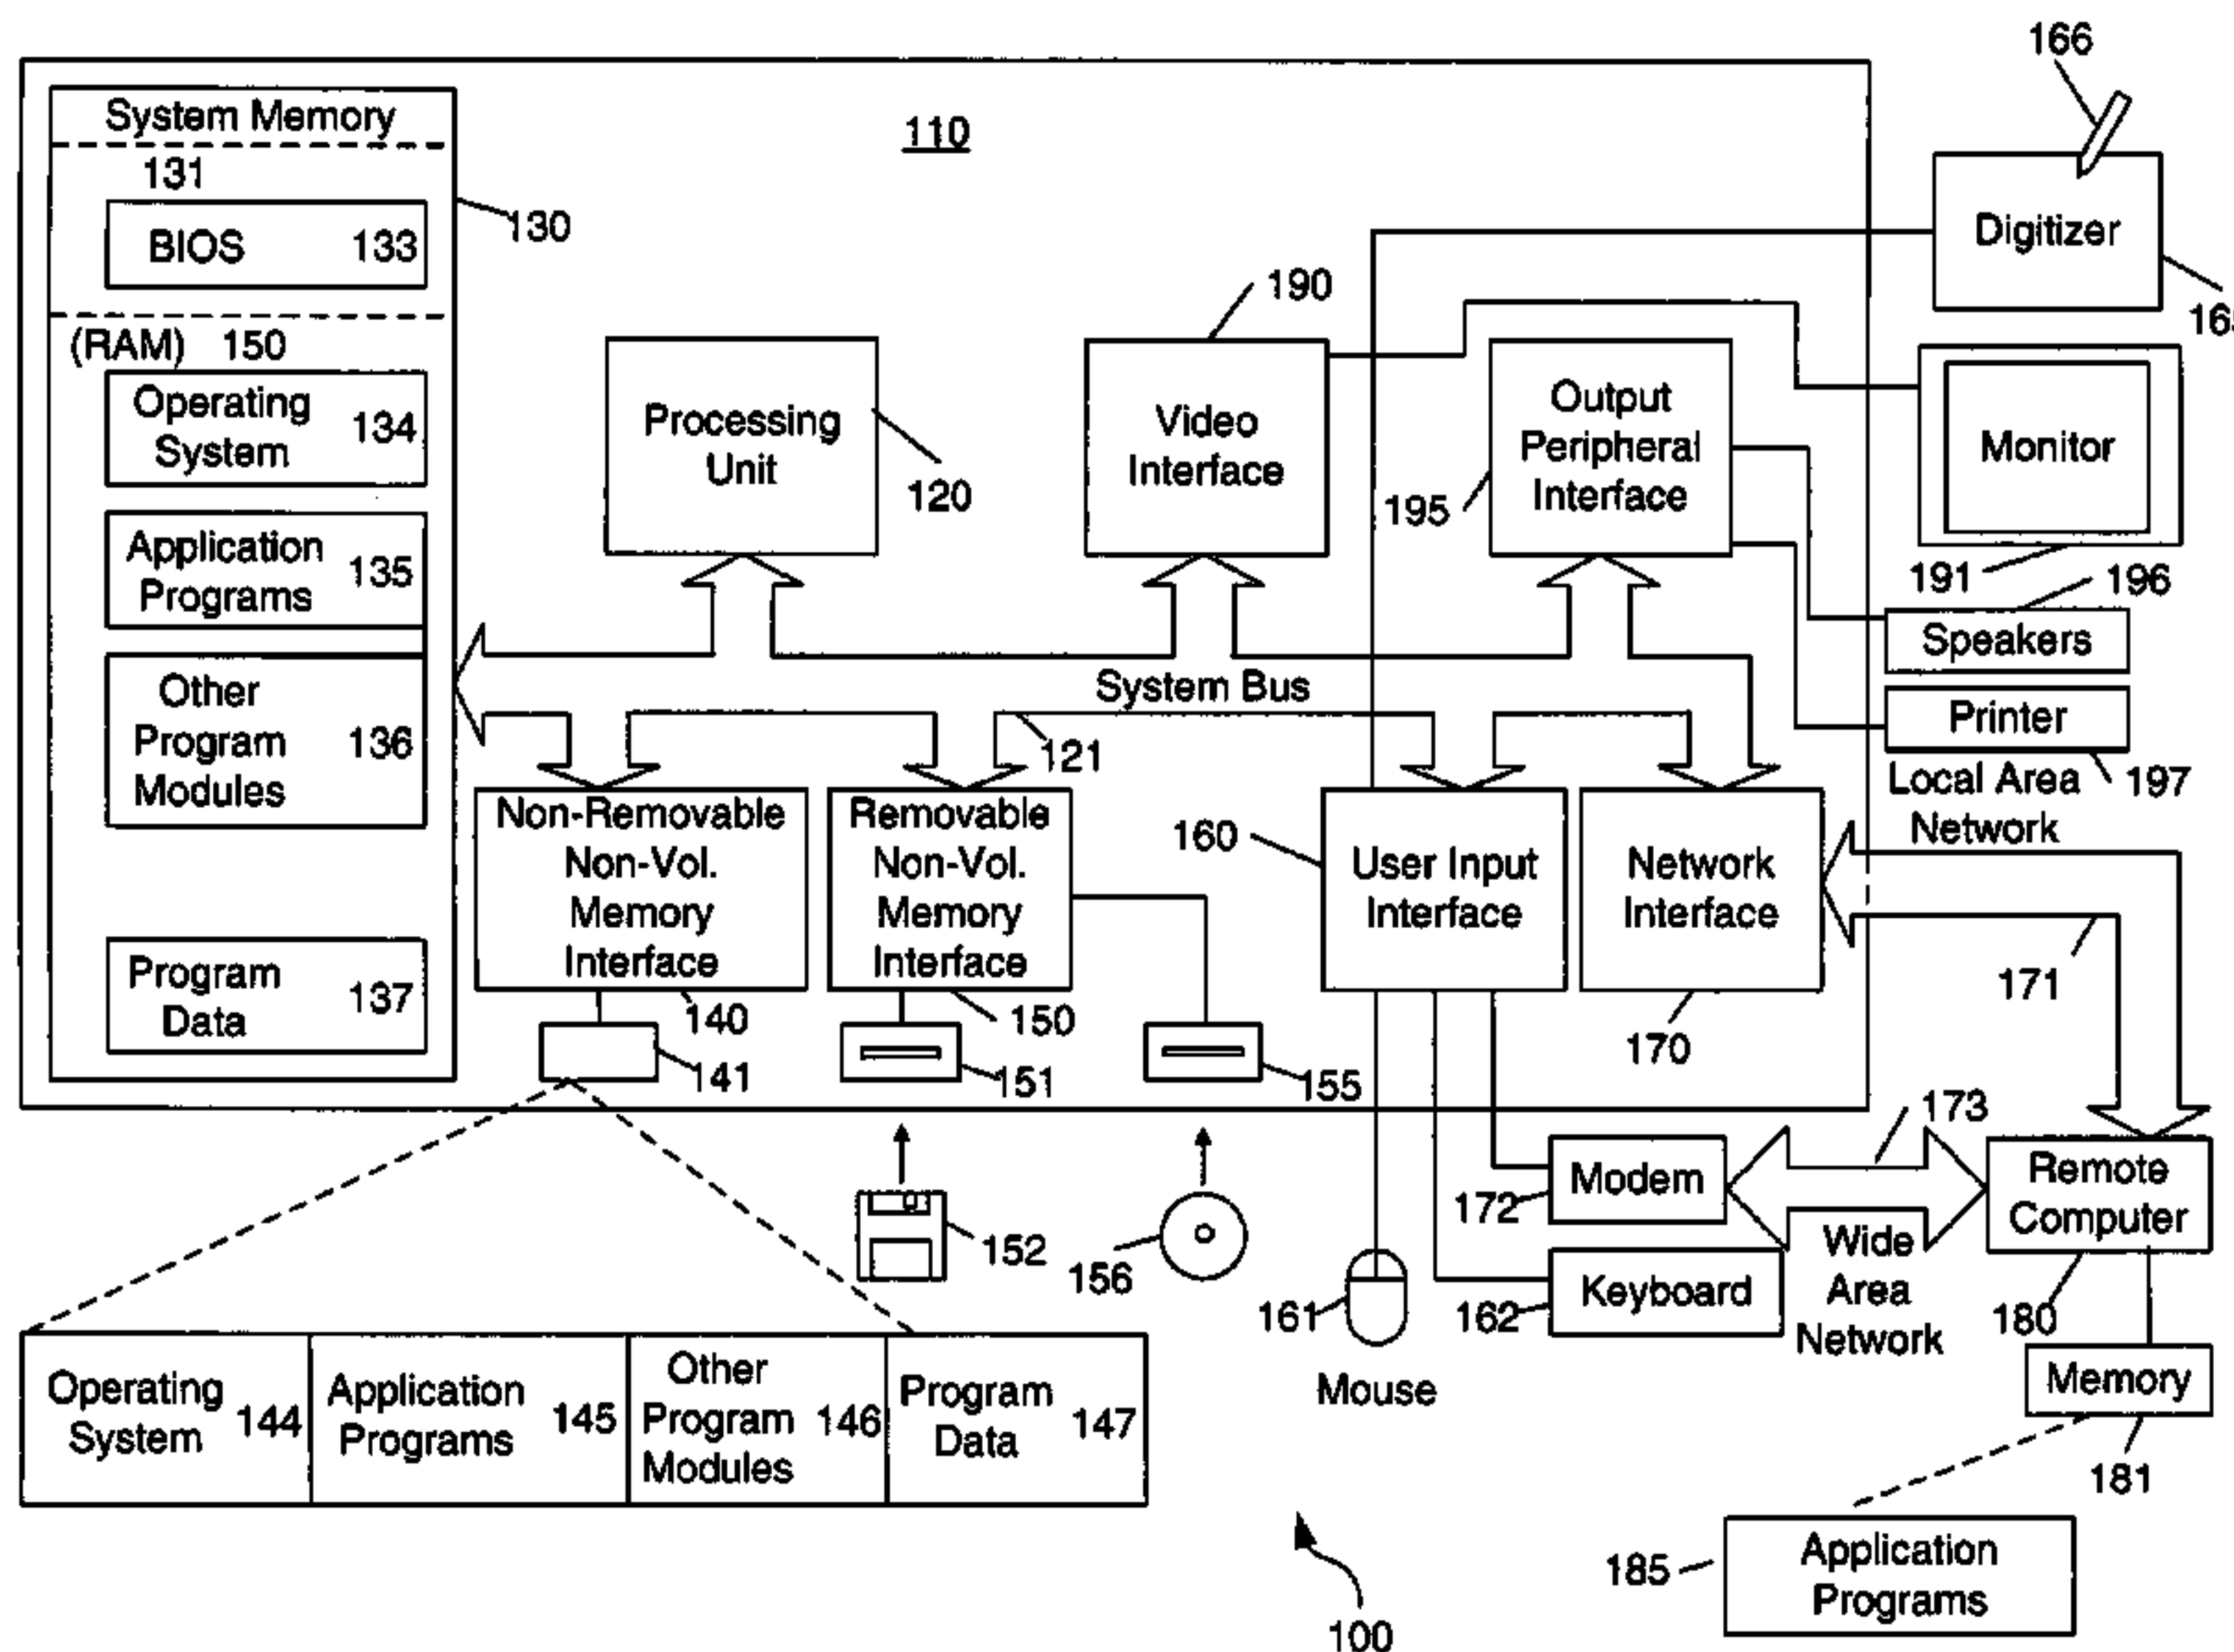 166
System Memory
110
131
BIOS 133
130
Digitizer
190
(RAM) 150
Operating
System
134
Processing
Unit
120
Video
Interface
Output
Peripheral
Interface
195
Monitor
191
196
Application
Programs
135
Speakers
Other
Program
Modules
136
System Bus
121
Printer
197
Local Area
Network
Non-Removable
Non-Vol.
Memory
Interface
Removable
Non-Vol.
Memory
Interface
160
User Input
Interface
Network
Interface
171
Program
Data
137
140
141
150
151
155
170
173
Modem
172
Remote
Computer
152
156
Wide
Area
Network
161
Mouse
162
Keyboard
180
Memory
181
Operating
System
144
Application
Programs
145
Other
Program
Modules
146
Program
Data
147
185
Application
Programs
100